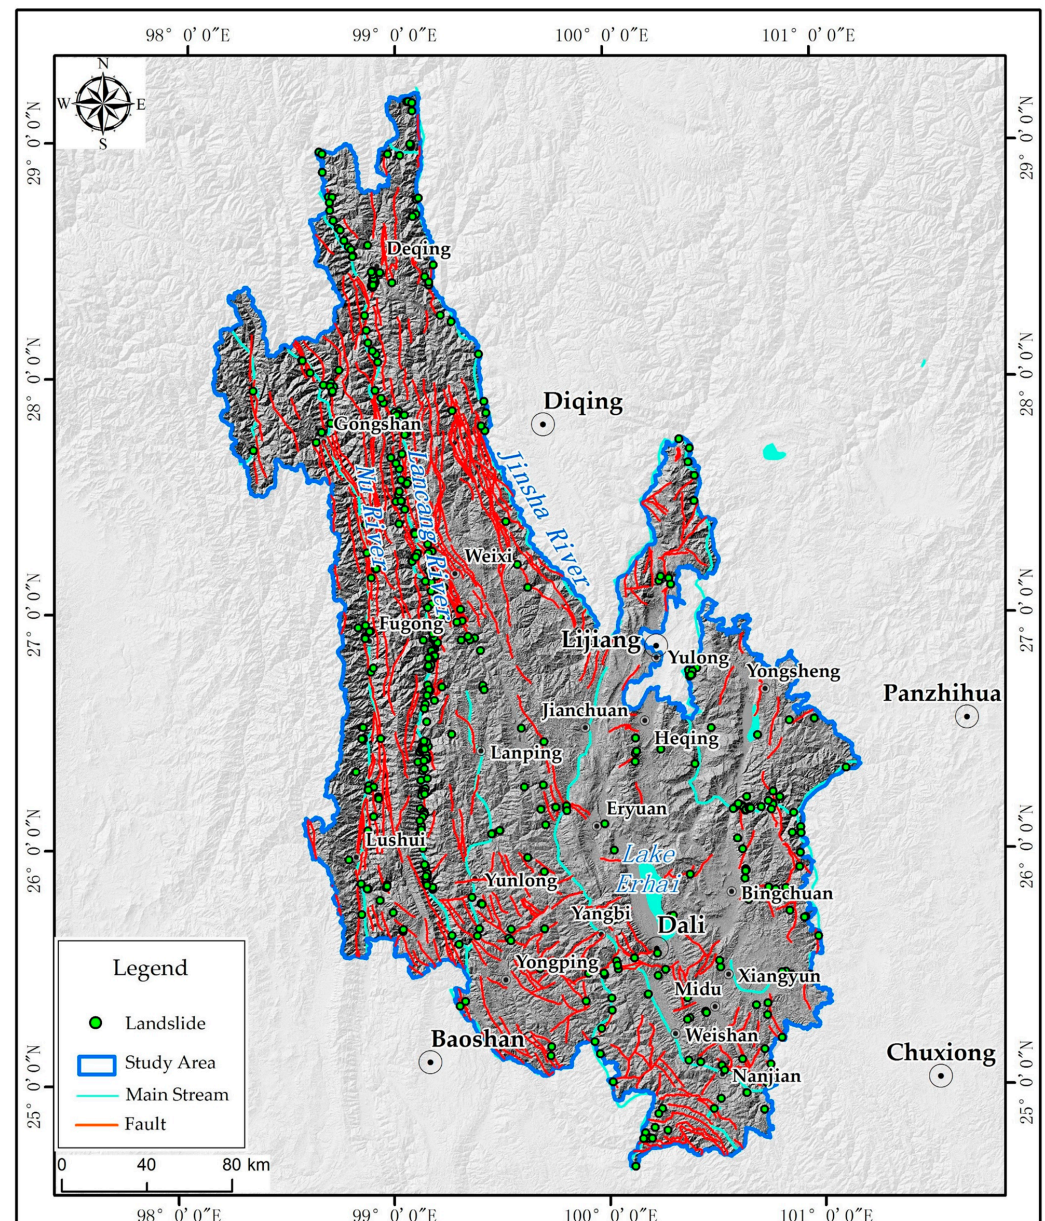 98° 0′ 0″E
99° 0′ 0″E
100° 0′ 0″E
101° 0′ 0″E
N
W
E
S
29° 0′ 0″N
29° 0′ 0″N
Deqing
28° 0′ 0″N
28° 0′ 0″N
Diqing
Gongshan
Nu River
Lancang River
Jinsha River
Weixi
27° 0′ 0″N
27° 0′ 0″N
Fugong
Lijiang
Yulong
Yongsheng
Panzhihua
Jianchuan
Heqing
Lanping
Eryuan
26° 0′ 0″N
26° 0′ 0″N
Lushui
Lake
Erhai
Yunlong
Bingchuan
Yangbi
Dali
Yongping
Xiangyun
Midu
Baoshan
Weishan
Chuxiong
Nanjian
25° 0′ 0″N
25° 0′ 0″N
Legend
Landslide
Study Area
Main Stream
Fault
0 40 80 km
98° 0′ 0″E
99° 0′ 0″E
100° 0′ 0″E
101° 0′ 0″E